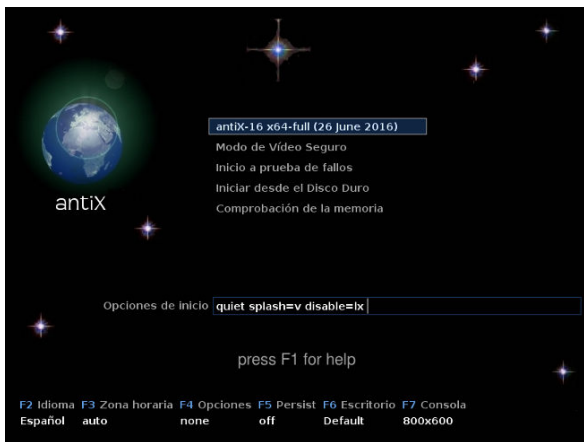 antiX-16 x64-full (26 June 2016)
Modo de Vídeo Seguro
Inicio a prueba de fallos
Iniciar desde el Disco Duro
Comprobación de la memoria
antiX
Opciones de inicio quiet splash=v disable=lx
press F1 for help
F2 Idioma F3 Zona horaria F4 Opciones F5 Persist F6 Escritorio F7 Consola
Español auto none off Default 800x600